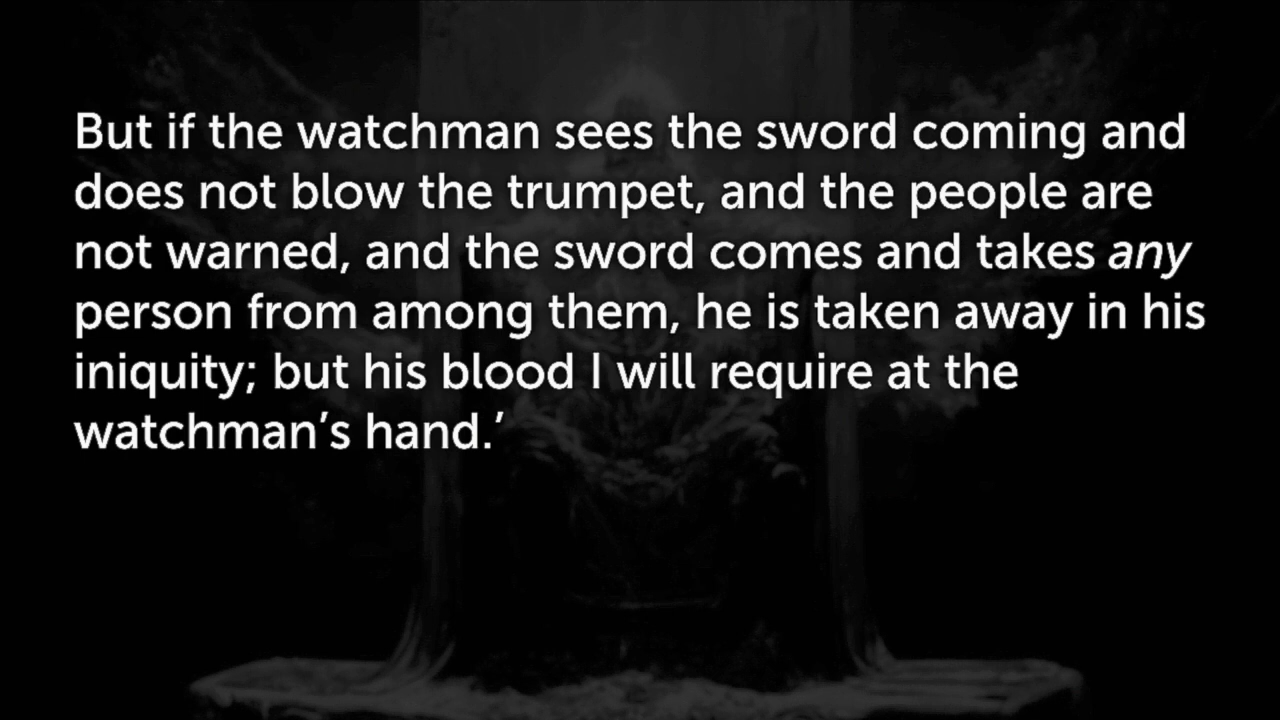 But if the watchman sees the sword coming and
does not blow the trumpet, and the people are
not warned, and the sword comes and takes any
person from among them, he is taken away in his
iniquity; but his blood I will require at the
watchman’s hand.’